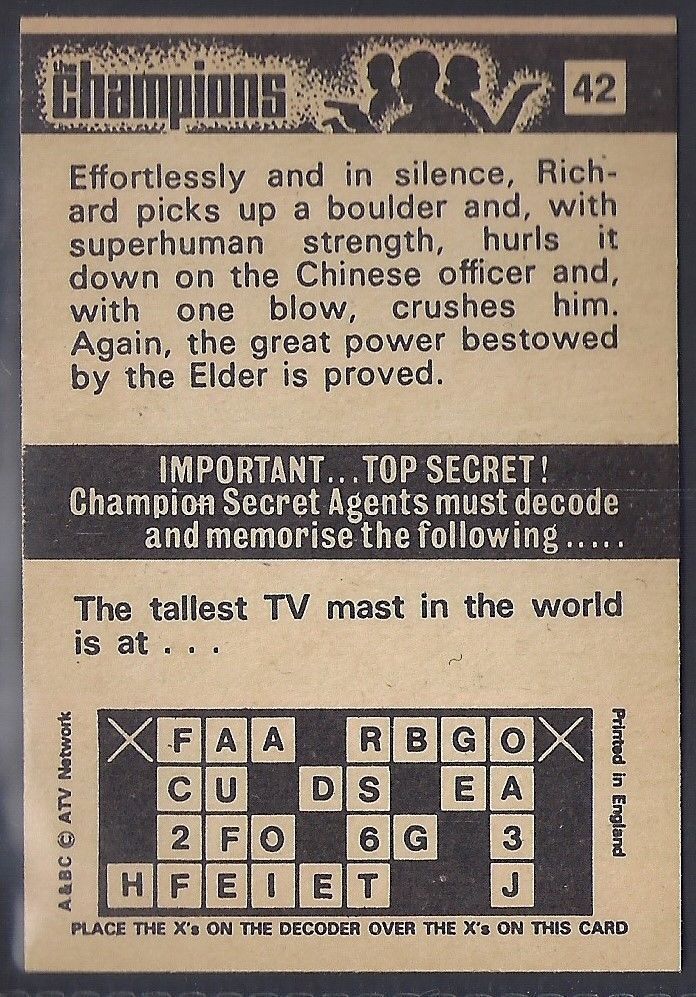 the champions
42
Effortlessly and in silence, Rich-
ard picks up a boulder and, with
superhuman strength, hurls it
down on the Chinese officer and,
with one blow, crushes him.
Again, the great power bestowed
by the Elder is proved.
IMPORTANT...TOP SECRET!
Champion Secret Agents must decode
and memorise the following.....
The tallest TV mast in the world
is at . . .
A & BC © ATV Network
X F A A R B G O X
C U D S E A
2 F O 6 G 3
H F E I E T J
Printed in England
PLACE THE X's ON THE DECODER OVER THE X's ON THIS CARD